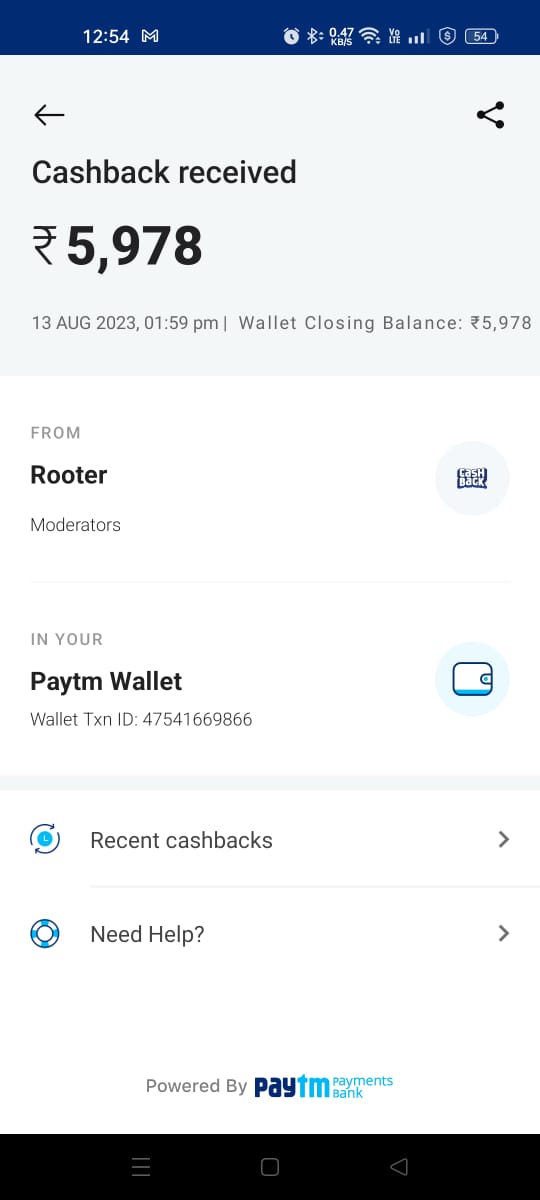 12:54 0.47 KB/S Vo LTE 54
Cashback received
₹5,978
13 AUG 2023, 01:59 pm | Wallet Closing Balance: ₹5,978
FROM
Rooter
CASH BACK
Moderators
IN YOUR
Paytm Wallet
Wallet Txn ID: 47541669866
Recent cashbacks
Need Help?
Powered By paytm Payments Bank